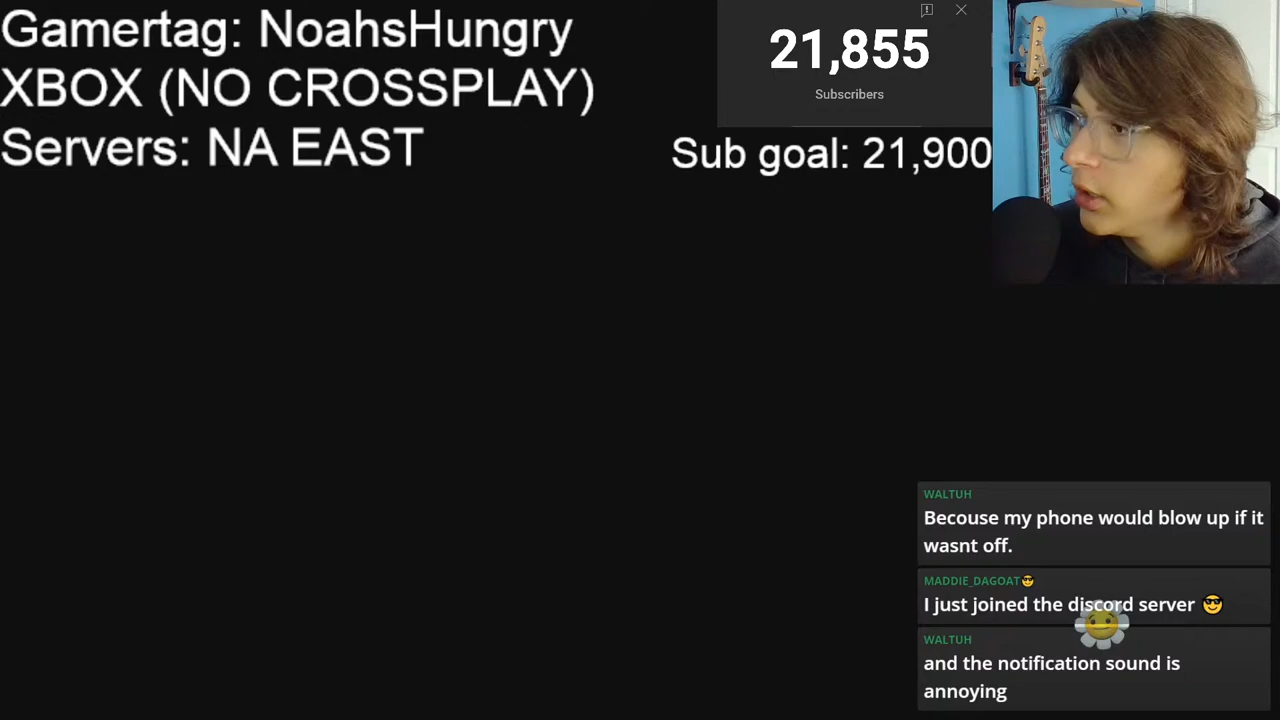 Gamertag: NoahsHungry
XBOX (NO CROSSPLAY)
Servers: NA EAST
21,855
Subscribers
Sub goal: 21,900
WALTUH
Becouse my phone would blow up if it
wasnt off.
MADDIE_DAGOAT😎
I just joined the discord server 😎
WALTUH
and the notification sound is
annoying